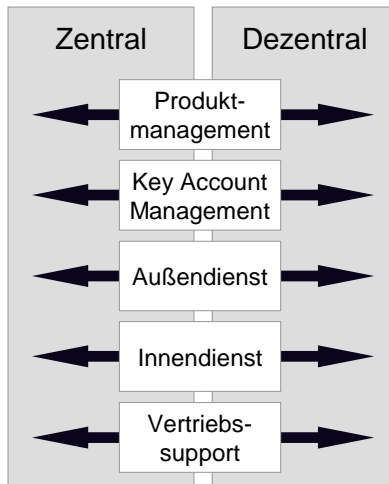 Zentral
Dezentral
Produkt-
management
Key Account
Management
Außendienst
Innendienst
Vertriebs-
support